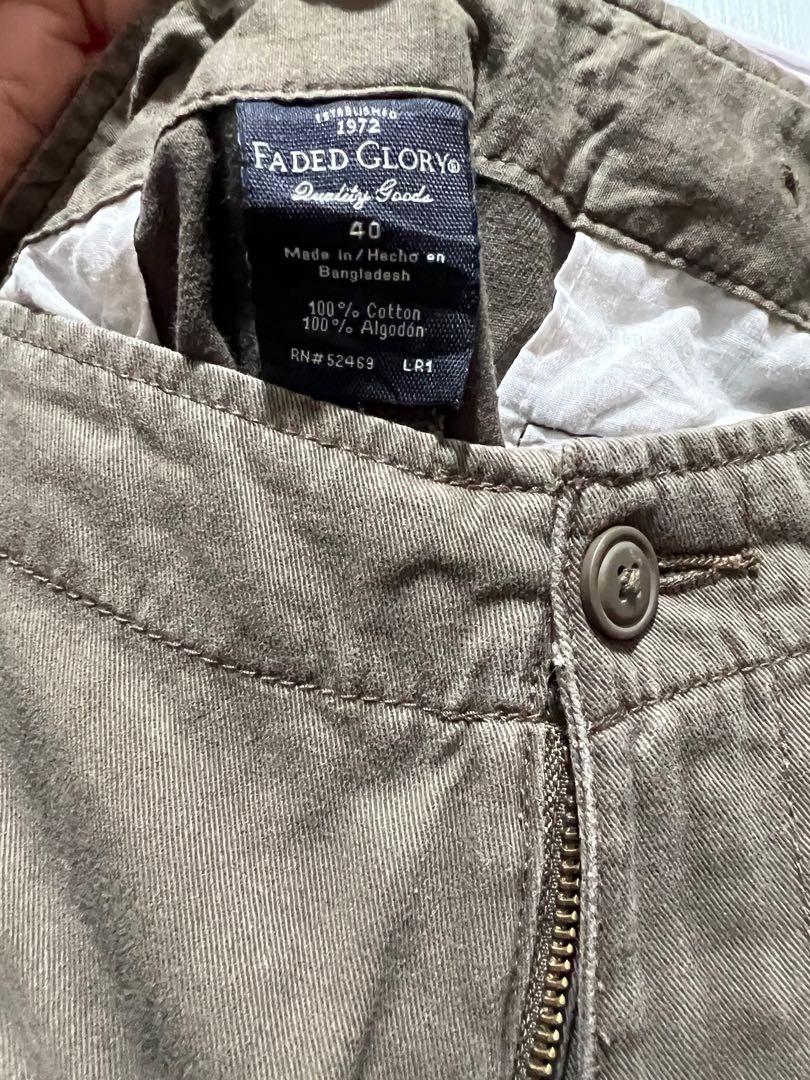 ESTABLISHED
1972
FADED GLORY®
Quality Goods
40
Made in / Hecho en
Bangladesh
100% Cotton
100% Algodón
RN#52469 LR1